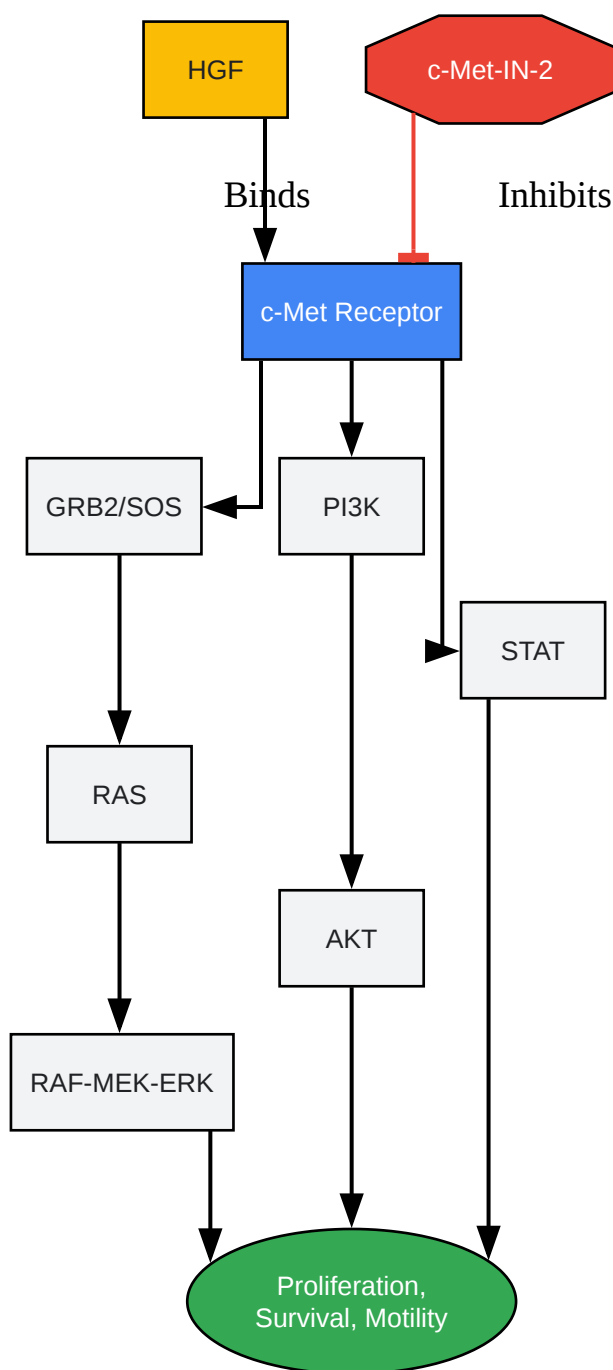 HGF
c-Met-IN-2
Binds
Inhibits
c-Met Receptor
GRB2/SOS
PI3K
STAT
RAS
AKT
RAF-MEK-ERK
Proliferation,
Survival, Motility